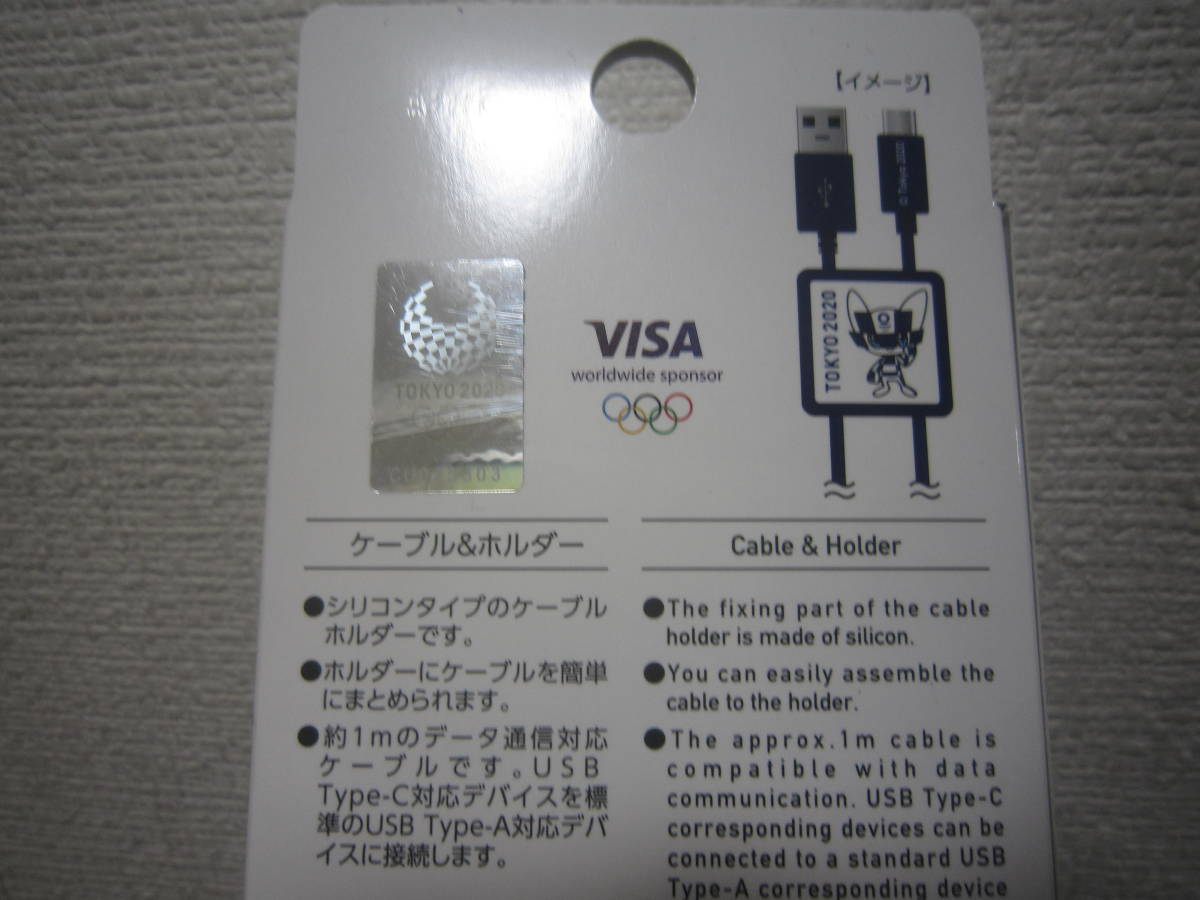 【イメージ】
© Tokyo 2020
TOKYO 2020
TOKYO 2020
VISA
worldwide sponsor
ケーブル&ホルダー
●シリコンタイプのケーブル
ホルダーです。
●ホルダーにケーブルを簡単
にまとめられます。
●約1mのデータ通信対応
ケーブルです。USB
Type-C対応デバイスを標
準のUSB Type-A対応デバ
イスに接続します。
Cable & Holder
●The fixing part of the cable
holder is made of silicon.
●You can easily assemble the
cable to the holder.
●The approx.1m cable is
compatible with data
communication. USB Type-C
corresponding devices can be
connected to a standard USB
Type-A corresponding device